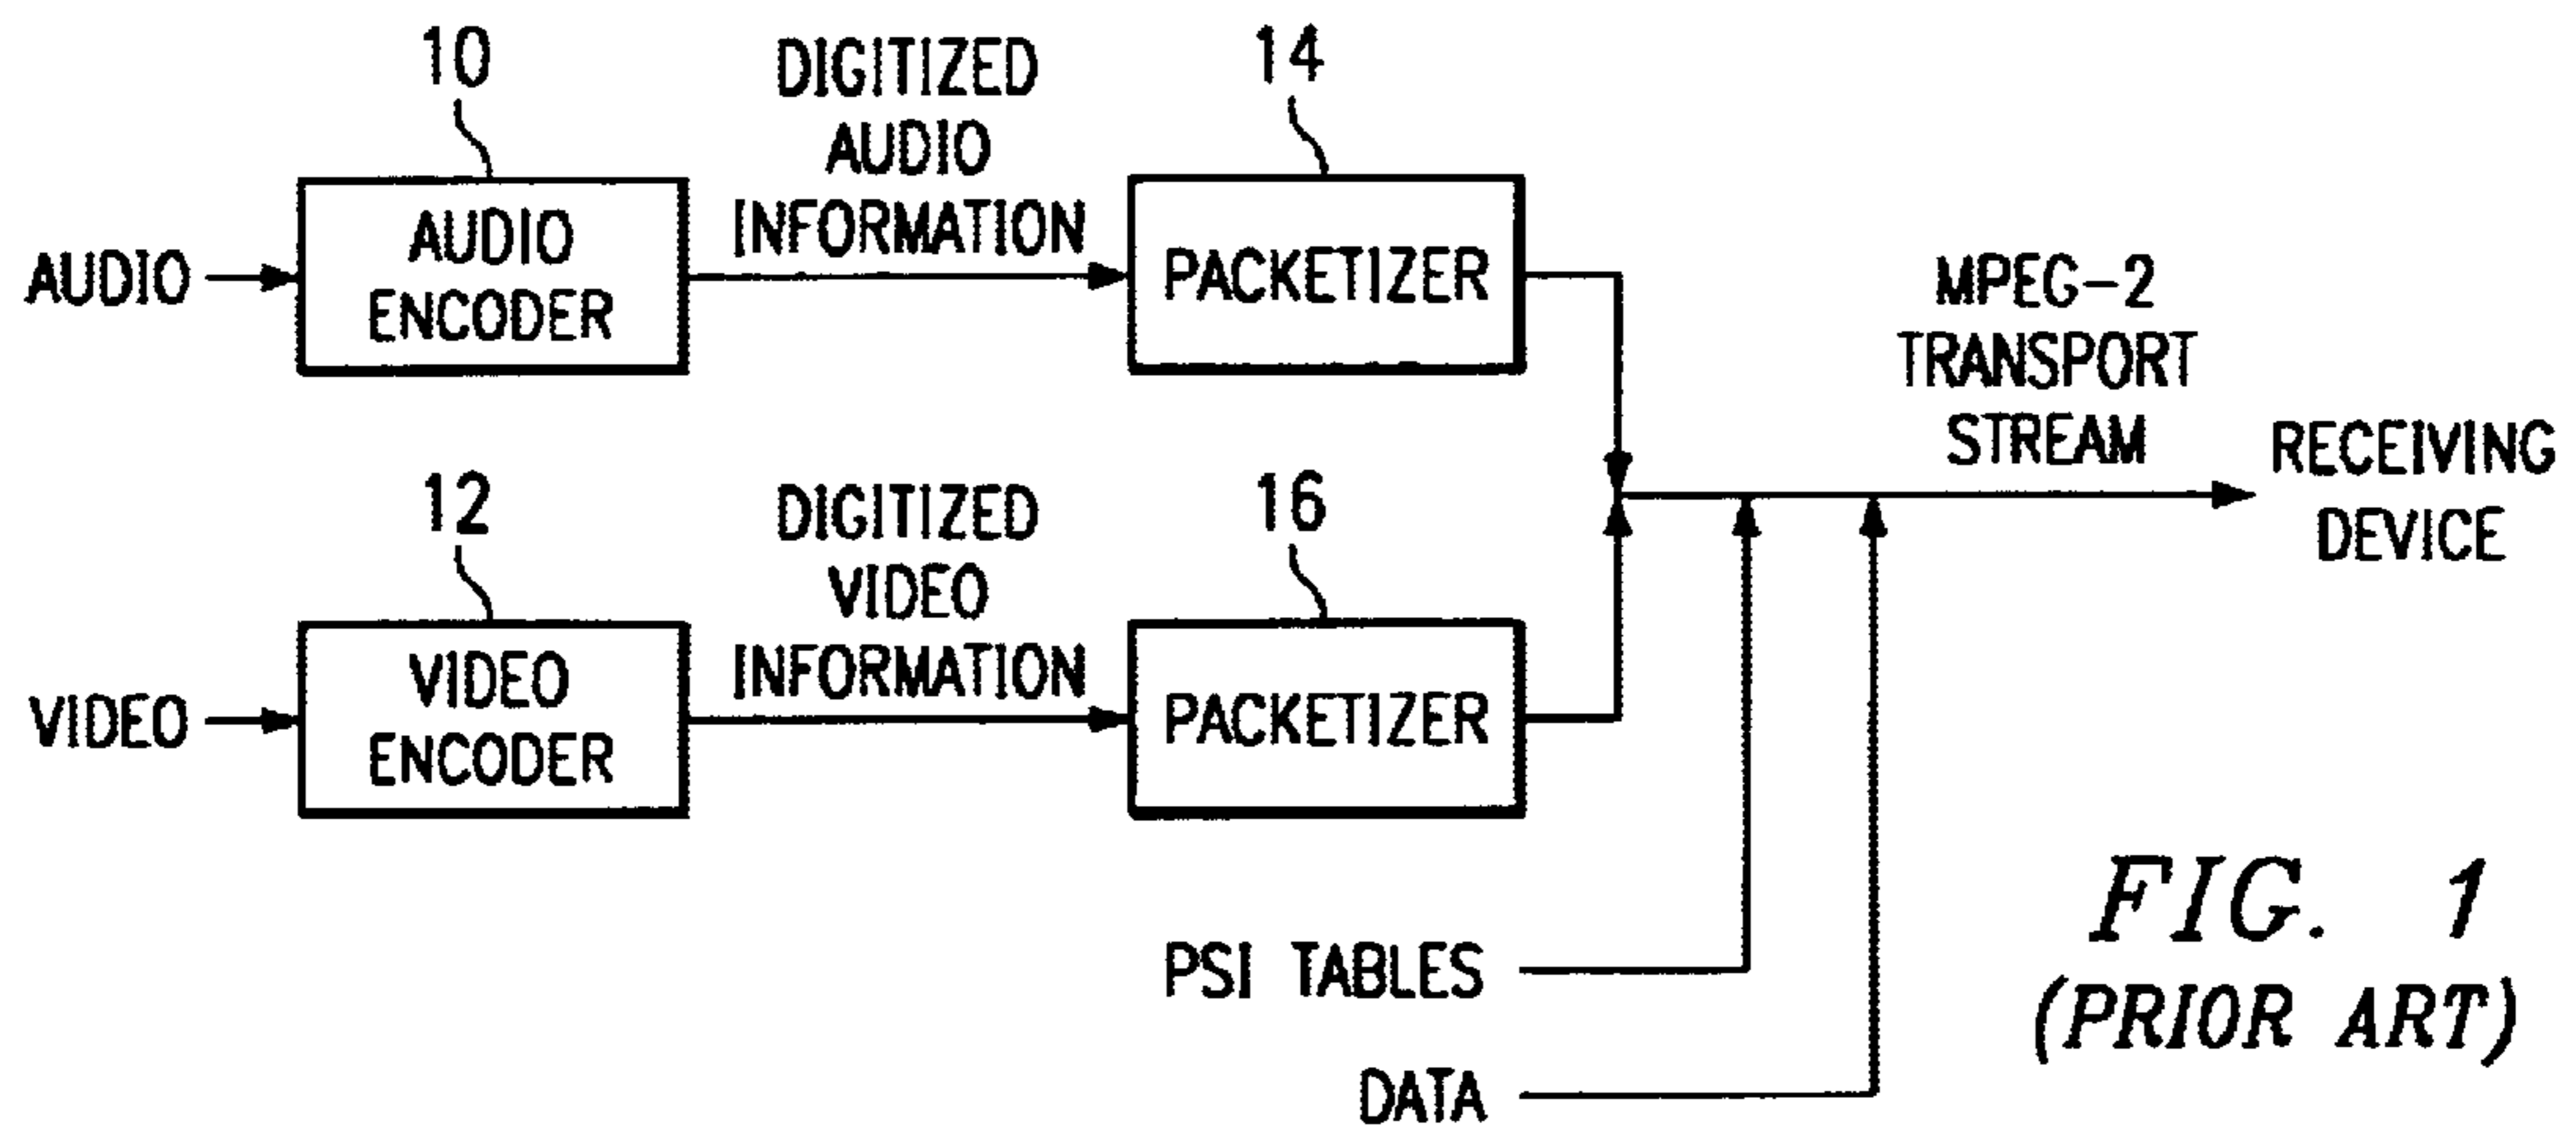 10
DIGITIZED
AUDIO
INFORMATION
14
AUDIO
AUDIO
ENCODER
PACKETIZER
MPEG-2
TRANSPORT
STREAM
RECEIVING
DEVICE
12
DIGITIZED
VIDEO
INFORMATION
16
VIDEO
VIDEO
ENCODER
PACKETIZER
PSI TABLES
DATA
FIG. 1
(PRIOR ART)